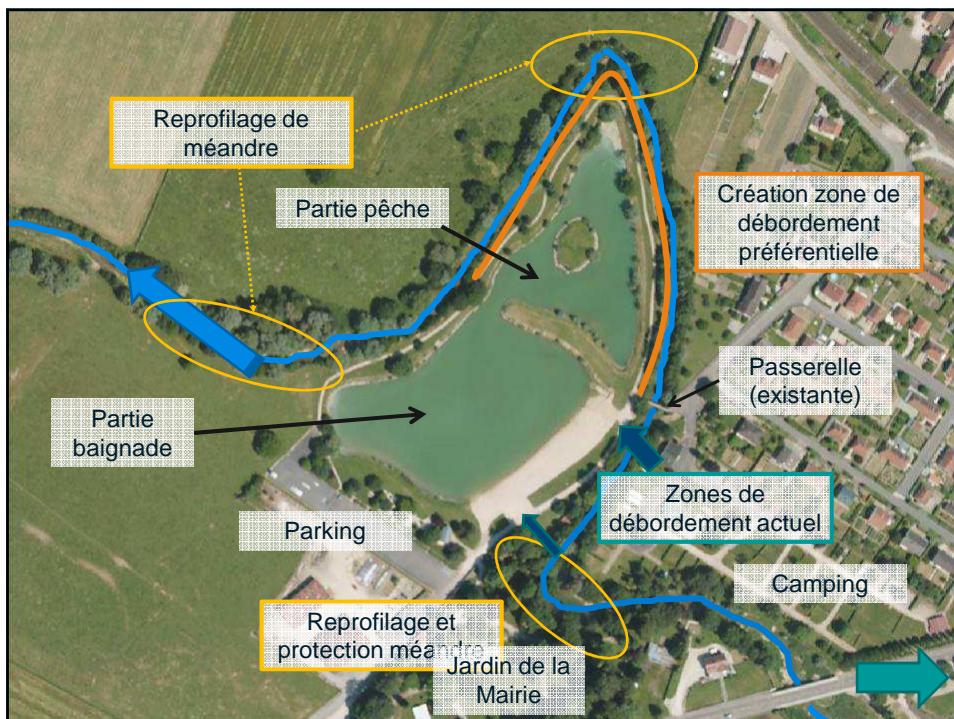 Reprofilage de
méandre
Partie pêche
Création zone de
débordement
préférentielle
Passerelle
(existante)
Partie
baignade
Zones de
débordement actuel
Parking
Camping
Reprofilage et
protection méandre
Jardin de la
Mairie